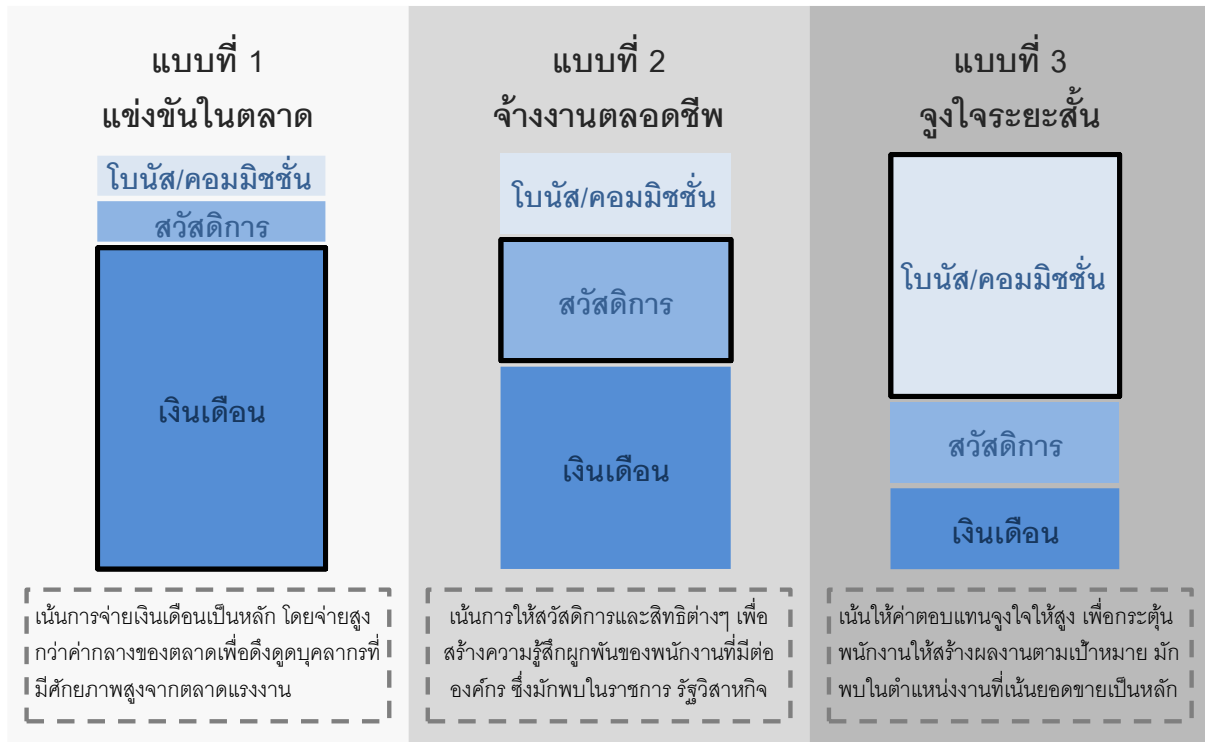 แบบที่ 1
แข่งขันในตลาด
โบนัส/คอมมิชชั่น
สวัสดิการ
เงินเดือน
เน้นการจ่ายเงินเดือนเป็นหลัก โดยจ่ายสูง
กว่าค่ากลางของตลาดเพื่อดึงดูดบุคลากรที่
มีศักยภาพสูงจากตลาดแรงงาน
แบบที่ 2
จ้างงานตลอดชีพ
โบนัส/คอมมิชชั่น
สวัสดิการ
เงินเดือน
เน้นการให้สวัสดิการและสิทธิต่างๆ เพื่อ
สร้างความรู้สึกผูกพันของพนักงานที่มีต่อ
องค์กร ซึ่งมักพบในราชการ รัฐวิสาหกิจ
แบบที่ 3
จูงใจระยะสั้น
โบนัส/คอมมิชชั่น
สวัสดิการ
เงินเดือน
เน้นให้ค่าตอบแทนจูงใจให้สูง เพื่อกระตุ้น
พนักงานให้สร้างผลงานตามเป้าหมาย มัก
พบในตำแหน่งงานที่เน้นยอดขายเป็นหลัก